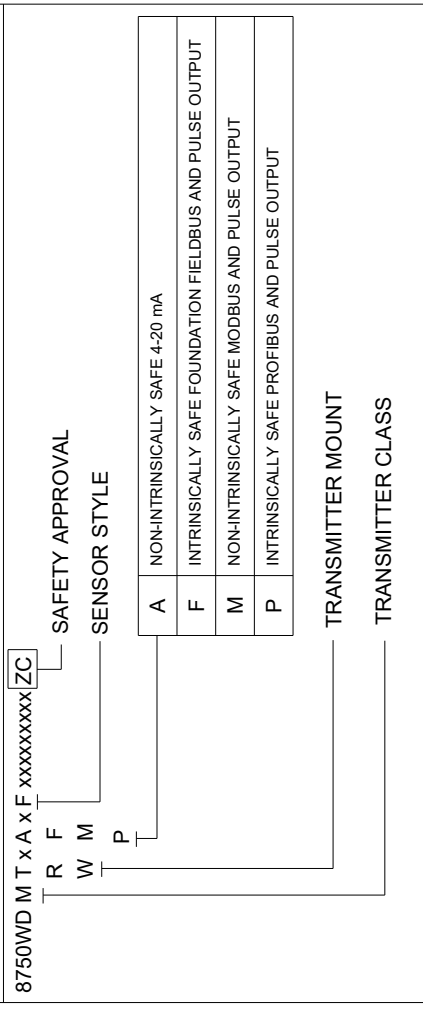 8750WD M T x A x F xxxxxxxxx ZC
R F
W M
P
SAFETY APPROVAL
SENSOR STYLE
A NON-INTRINSICALLY SAFE 4-20 mA
F INTRINSICALLY SAFE FOUNDATION FIELDBUS AND PULSE OUTPUT
M NON-INTRINSICALLY SAFE MODBUS AND PULSE OUTPUT
P INTRINSICALLY SAFE PROFIBUS AND PULSE OUTPUT
TRANSMITTER MOUNT
TRANSMITTER CLASS